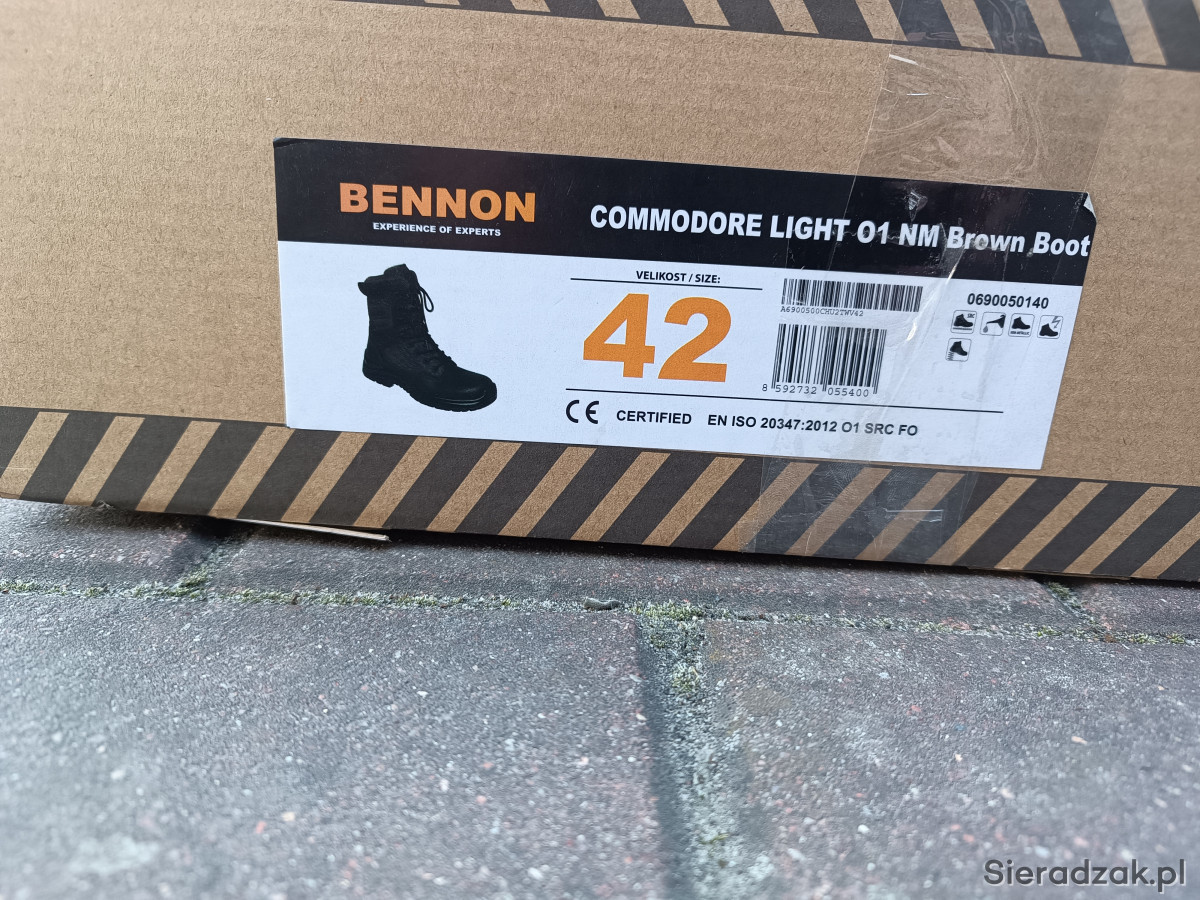 BENNON
EXPERIENCE OF EXPERTS
COMMODORE LIGHT O1 NM Brown Boot
VELIKOST / SIZE:
42
A6900500CHU2TWV42
8 592732 055400
0690050140
CE CERTIFIED EN ISO 20347:2012 O1 SRC FO
Sieradzak.pl